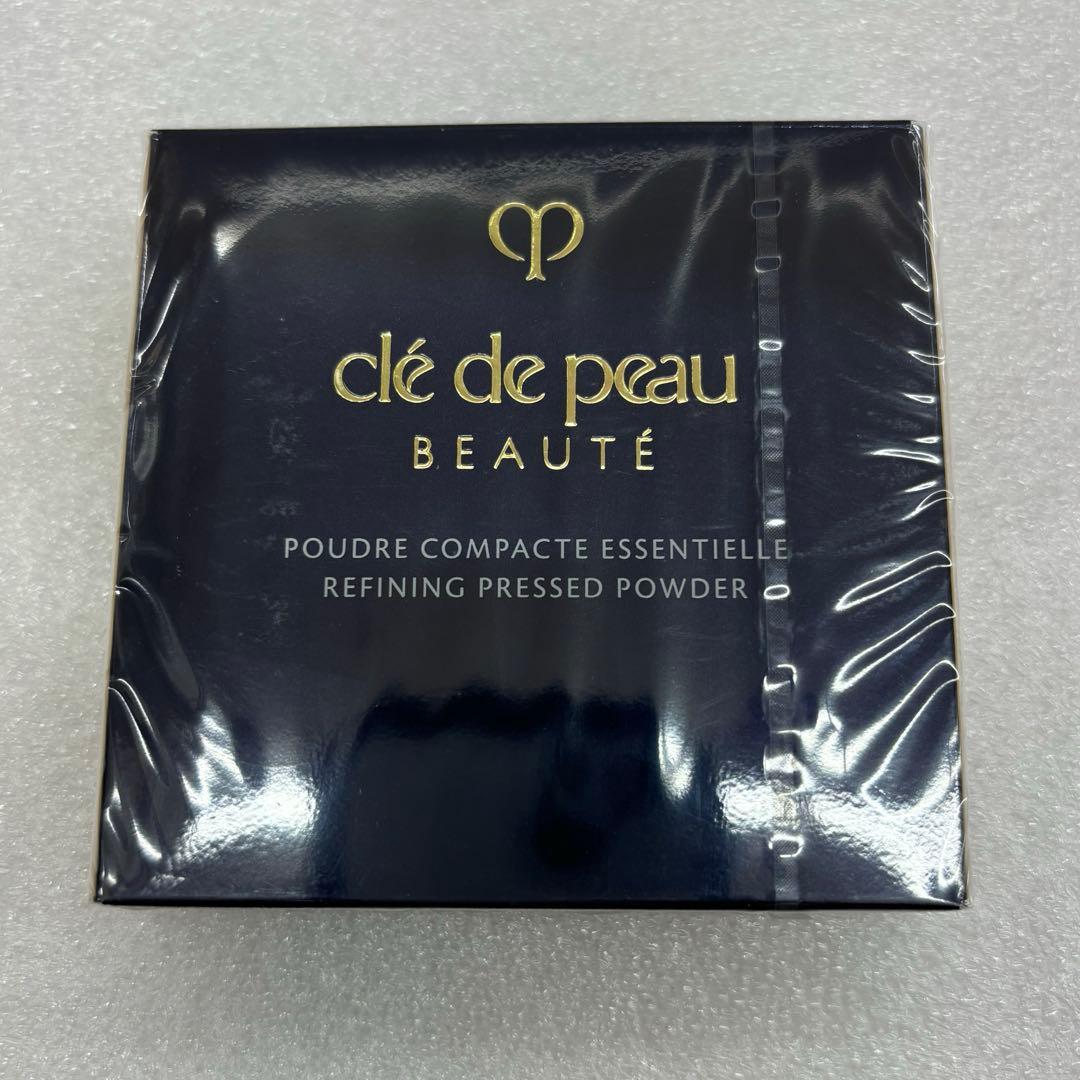 clé de peau
BEAUTÉ
POUDRE COMPACTE ESSENTIELLE
REFINING PRESSED POWDER